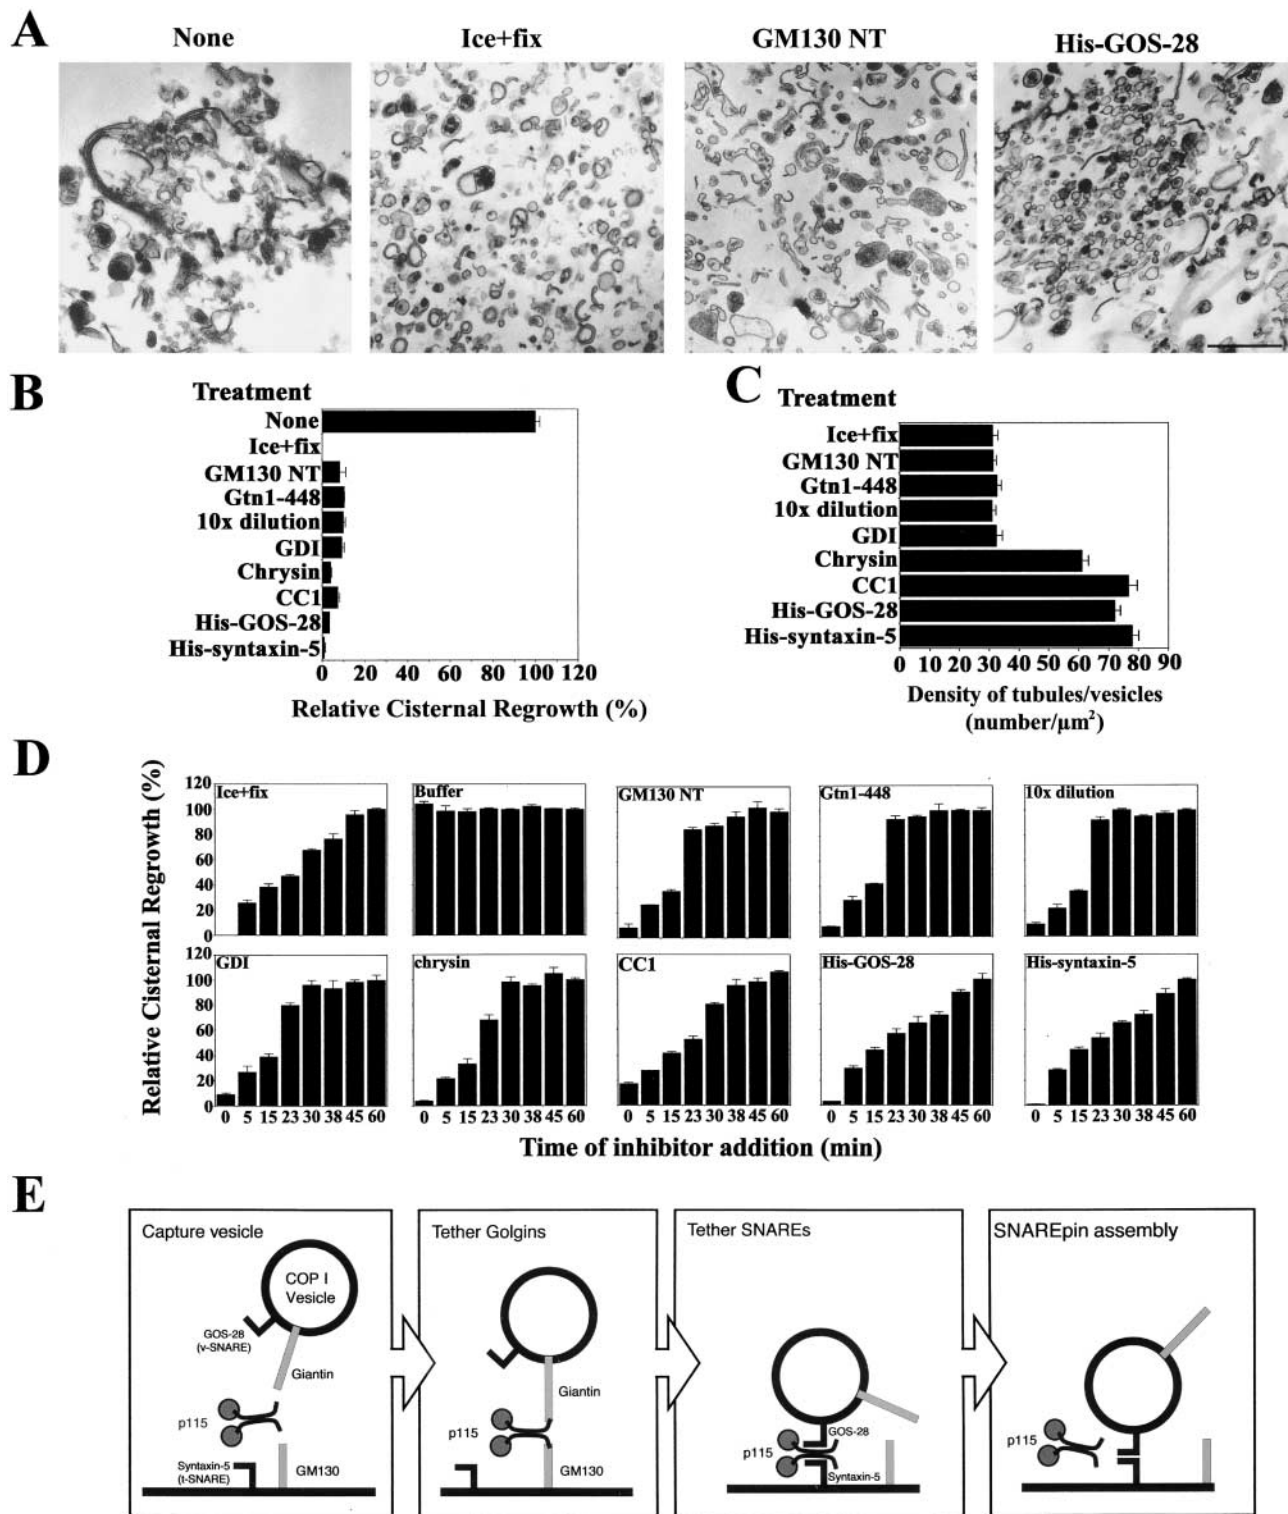 A
None
Ice+fix
GM130 NT
His-GOS-28
B
Treatment
None
Ice+fix
GM130 NT
Gtn1-448
10x dilution
GDI
Chrysin
CC1
His-GOS-28
His-syntaxin-5
0 20 40 60 80 100 120
Relative Cisternal Regrowth (%)
C
Treatment
Ice+fix
GM130 NT
Gtn1-448
10x dilution
GDI
Chrysin
CC1
His-GOS-28
His-syntaxin-5
0 10 20 30 40 50 60 70 80 90
Density of tubules/vesicles
(number/μm²)
D
Relative Cisternal Regrowth (%)
120
100
80
60
40
20
0
Ice+fix
Buffer
GM130 NT
Gtn1-448
10x dilution
120
100
80
60
40
20
0
GDI
chrysin
CC1
His-GOS-28
His-syntaxin-5
0 5 15 23 30 38 45 60
0 5 15 23 30 38 45 60
0 5 15 23 30 38 45 60
0 5 15 23 30 38 45 60
0 5 15 23 30 38 45 60
Time of inhibitor addition (min)
E
Capture vesicle
COP I
Vesicle
GOS-28
(v-SNARE)
Giantin
p115
Syntaxin-5
(t-SNARE)
GM130
Tether Golgins
Giantin
p115
GM130
Tether SNAREs
GOS-28
p115
Syntaxin-5
SNAREpin assembly
p115